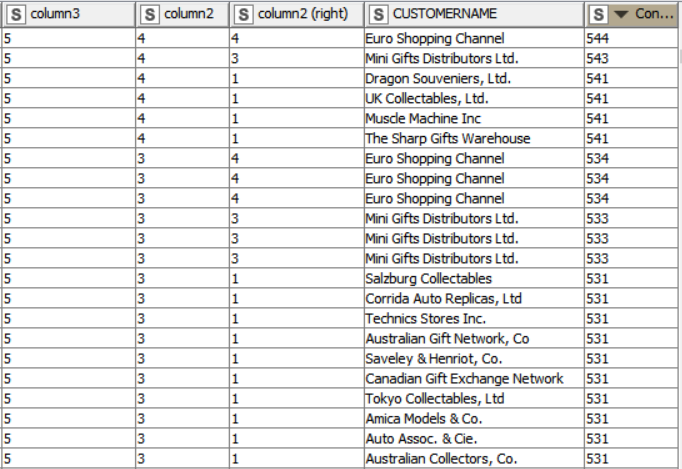 S column3 S column2 S column2 (right) S CUSTOMERNAME S Con...
5 4 4 Euro Shopping Channel 544
5 4 3 Mini Gifts Distributors Ltd. 543
5 4 1 Dragon Souveniers, Ltd. 541
5 4 1 UK Collectables, Ltd. 541
5 4 1 Muscle Machine Inc 541
5 4 1 The Sharp Gifts Warehouse 541
5 3 4 Euro Shopping Channel 534
5 3 4 Euro Shopping Channel 534
5 3 4 Euro Shopping Channel 534
5 3 3 Mini Gifts Distributors Ltd. 533
5 3 3 Mini Gifts Distributors Ltd. 533
5 3 3 Mini Gifts Distributors Ltd. 533
5 3 1 Salzburg Collectables 531
5 3 1 Corrida Auto Replicas, Ltd 531
5 3 1 Technics Stores Inc. 531
5 3 1 Australian Gift Network, Co 531
5 3 1 Saveley & Henriot, Co. 531
5 3 1 Canadian Gift Exchange Network 531
5 3 1 Tokyo Collectables, Ltd 531
5 3 1 Amica Models & Co. 531
5 3 1 Auto Assoc. & Cie. 531
5 3 1 Australian Collectors, Co. 531